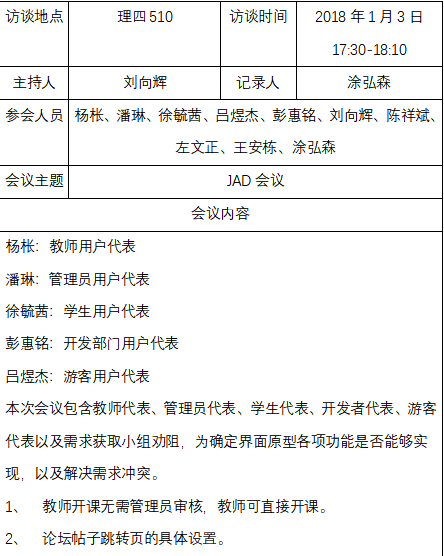 访谈地点 理四 510 访谈时间 2018 年 1 月 3 日
17:30-18:10
主持人 刘向辉 记录人 涂弘森
参会人员 杨枨、潘琳、徐毓茜、吕煜杰、彭惠铭、刘向辉、陈祥斌、
左文正、王安栋、涂弘森
会议主题 JAD 会议
会议内容
杨枨：教师用户代表
潘琳：管理员用户代表
徐毓茜：学生用户代表
彭惠铭：开发部门用户代表
吕煜杰：游客用户代表
本次会议包含教师代表、管理员代表、学生代表、开发者代表、游客
代表以及需求获取小组劝阻，为确定界面原型各项功能是否能够实
现，以及解决需求冲突。
1、 教师开课无需管理员审核，教师可直接开课。
2、 论坛帖子跳转页的具体设置。